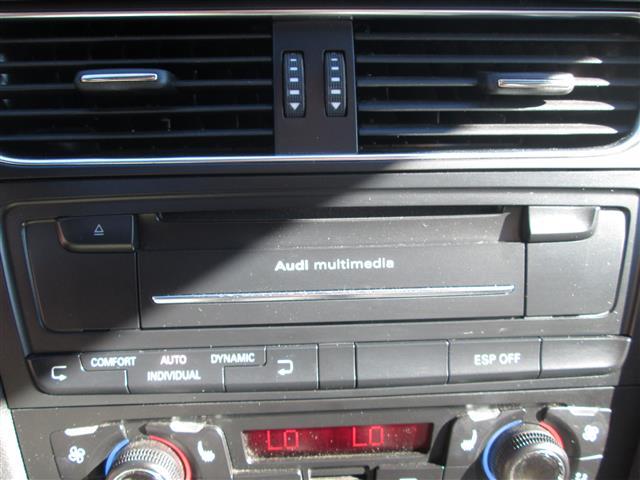 Audi multimedia
COMFORT AUTO DYNAMIC
INDIVIDUAL
ESP OFF
LO LO